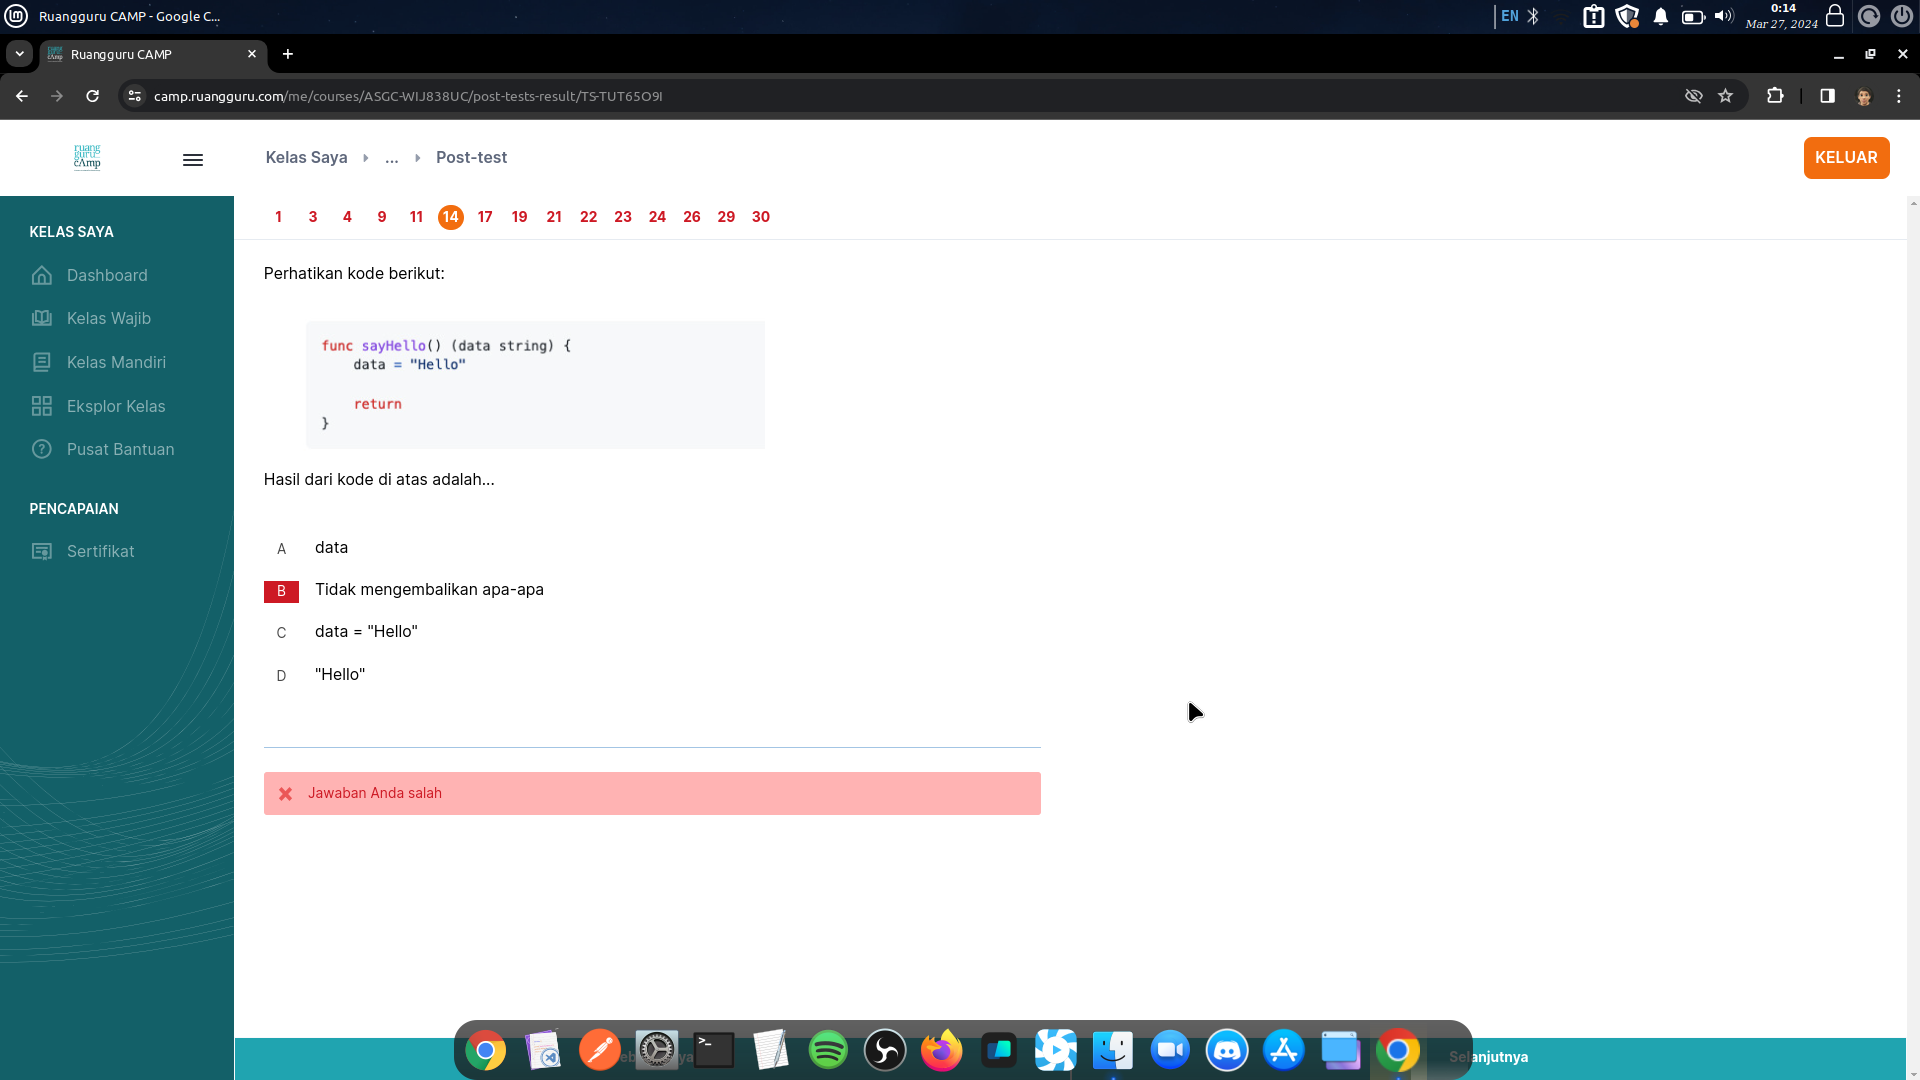 Ruangguru CAMP - Google C...
EN
0:14
Mar 27, 2024
Ruangguru CAMP
camp.ruangguru.com/me/courses/ASGC-WIJ838UC/post-tests-result/TS-TUT65O9I
ruang
guru
cAmp
Kelas Saya
...
Post-test
KELUAR
1 3 4 9 11 14 17 19 21 22 23 24 26 29 30
KELAS SAYA
Dashboard
Kelas Wajib
Kelas Mandiri
Eksplor Kelas
Pusat Bantuan
PENCAPAIAN
Sertifikat
Perhatikan kode berikut:
func sayHello() (data string) {
data = "Hello"
return
}
Hasil dari kode di atas adalah...
A data
B Tidak mengembalikan apa-apa
C data = "Hello"
D "Hello"
Jawaban Anda salah
Selanjutnya